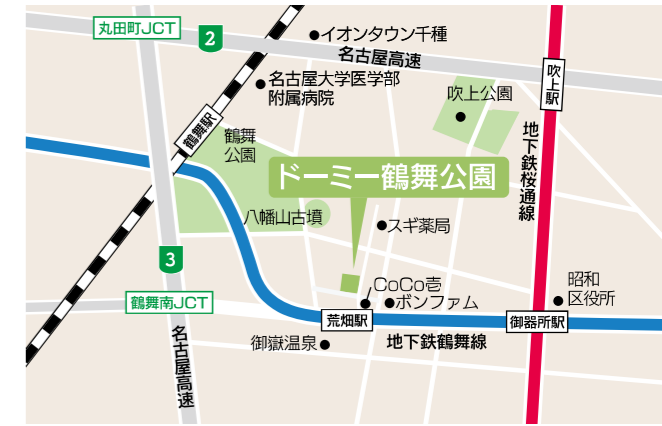 丸田町JCT
2
イオンタウン千種
名古屋高速
名古屋大学医学部
附属病院
吹上駅
吹上公園
鶴舞駅
鶴舞
公園
地下鉄桜通線
ドーミー鶴舞公園
八幡山古墳
スギ薬局
3
CoCo壱
ボンファム
昭和
区役所
鶴舞南JCT
荒畑駅
御器所駅
御嶽温泉
地下鉄鶴舞線
名古屋高速